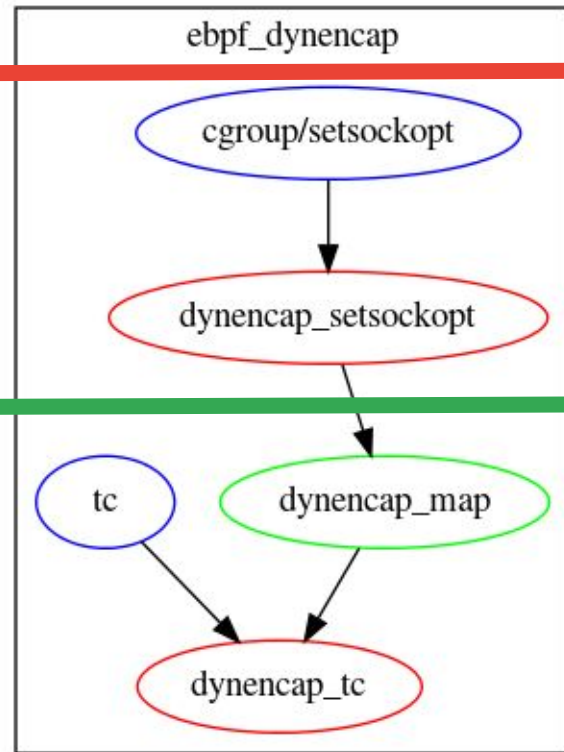 ebpf_dynencap
cgroup/setsockopt
dynencap_setsockopt
tc
dynencap_map
dynencap_tc